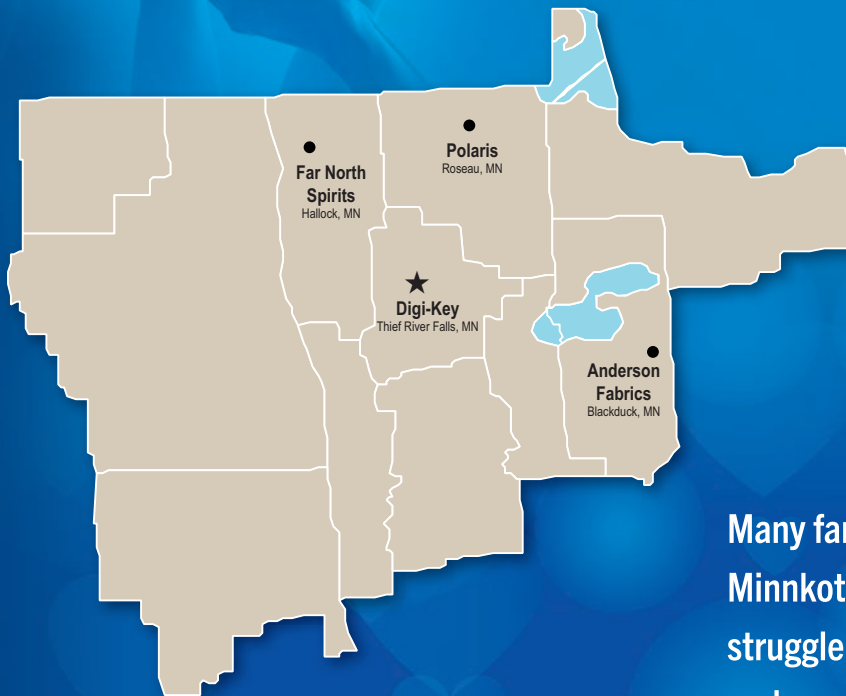 Polaris
Roseau, MN
Far North
Spirits
Hallock, MN
Digi-Key
Thief River Falls, MN
Anderson
Fabrics
Blackduck, MN
Many
Minnkot
struggle